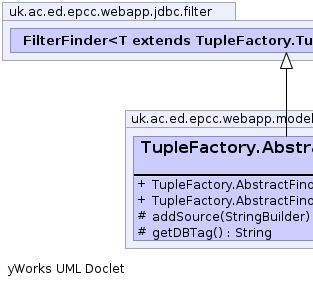 uk.ac.ed.epcc.webapp.jdbc.filter
FilterFinder<T extends TupleFactory.Tu
uk.ac.ed.epcc.webapp.model
TupleFactory.Abstra
+ TupleFactory.AbstractFind
+ TupleFactory.AbstractFind
# addSource(StringBuilder)
# getDBTag() : String
yWorks UML Doclet